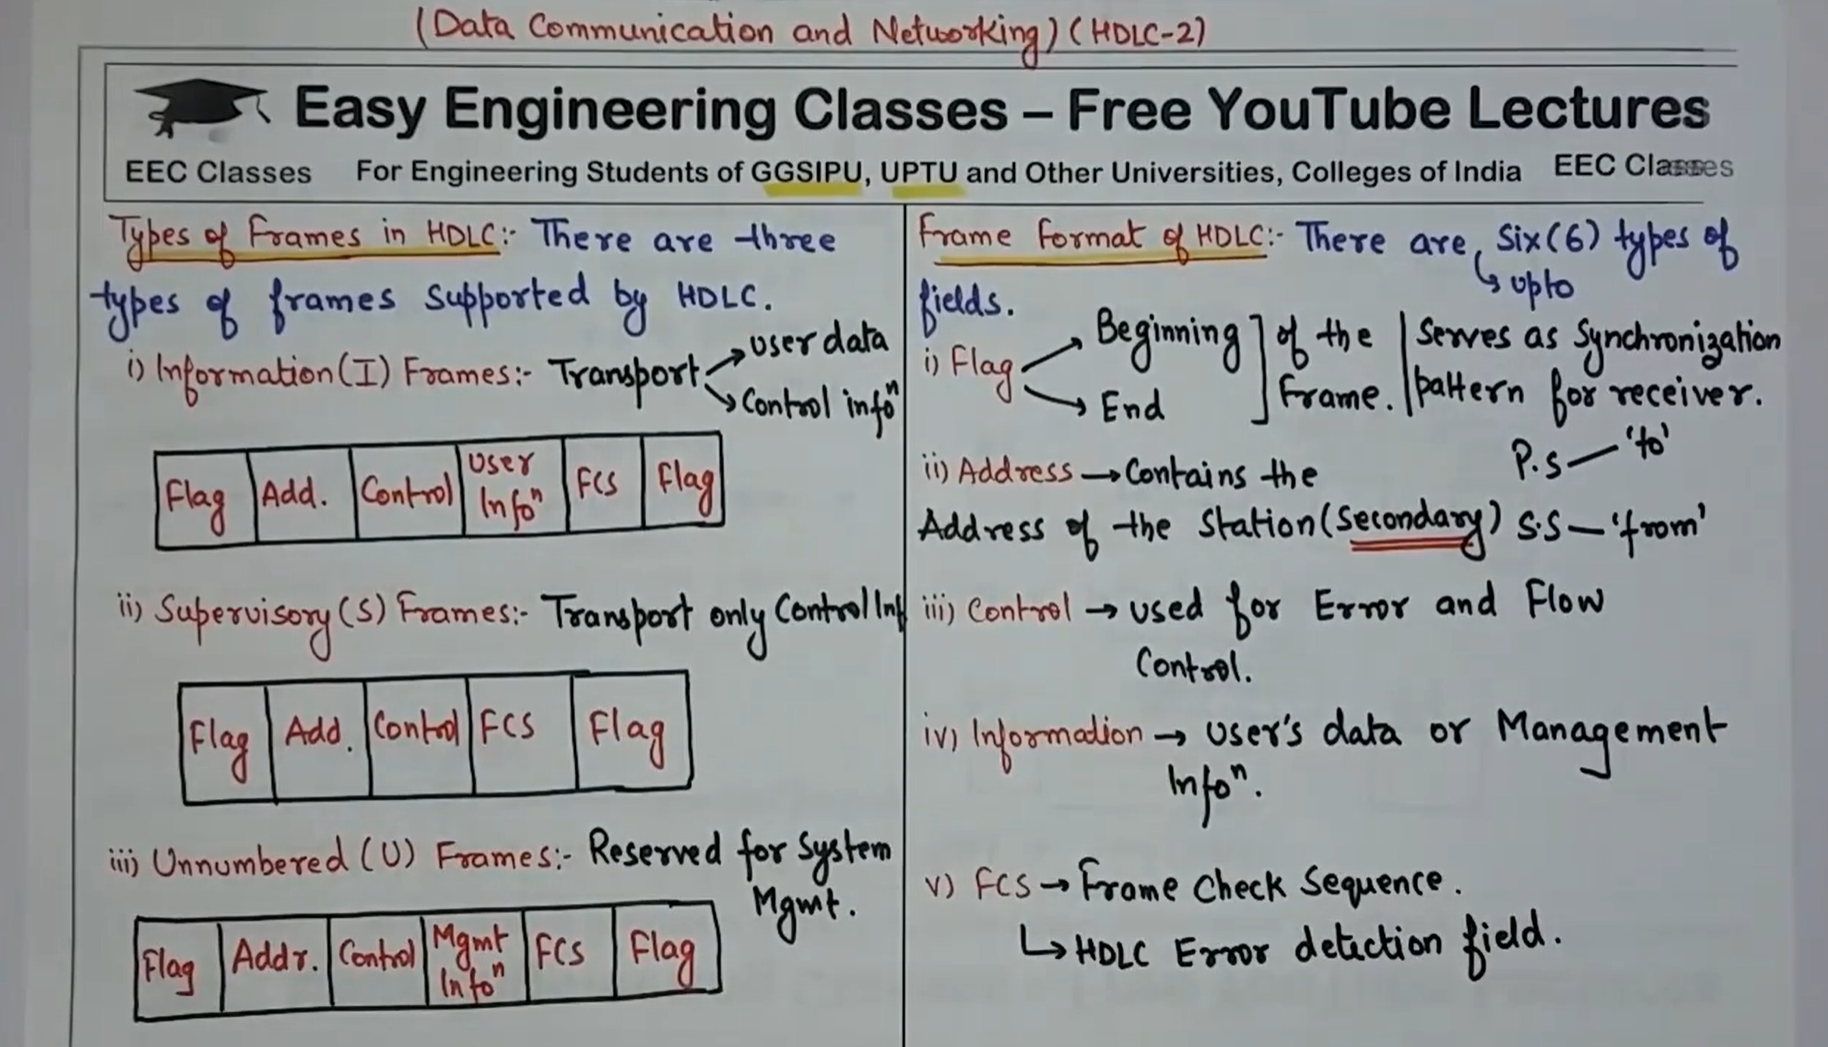 (Data Communication and Networking) (HDLC-2)
Easy Engineering Classes – Free YouTube Lectures
EEC Classes For Engineering Students of GGSIPU, UPTU and Other Universities, Colleges of India EEC Classes
Types of Frames in HDLC:- There are three
types of frames supported by HDLC.
i) Information (I) Frames:- Transport
User data
Control infoⁿ
Flag Add. Control User Infoⁿ FCS Flag
ii) Supervisory (S) Frames:- Transport only Control Inf
Flag Add. Control FCS Flag
iii) Unnumbered (U) Frames:- Reserved for System
Mgmt.
Flag Addr. Control Mgmt Infoⁿ FCS Flag
Frame Format of HDLC:- There are Six (6) types of
upto
fields.
i) Flag
Beginning
End
of the
Frame.
Serves as Synchronization
pattern for receiver.
ii) Address → Contains the
Address of the Station (Secondary)
P.S — 'to'
S.S — 'from'
iii) Control → used for Error and Flow
Control.
iv) Information → User's data or Management
Infoⁿ.
v) FCS → Frame Check Sequence.
↳ HDLC Error detection field.